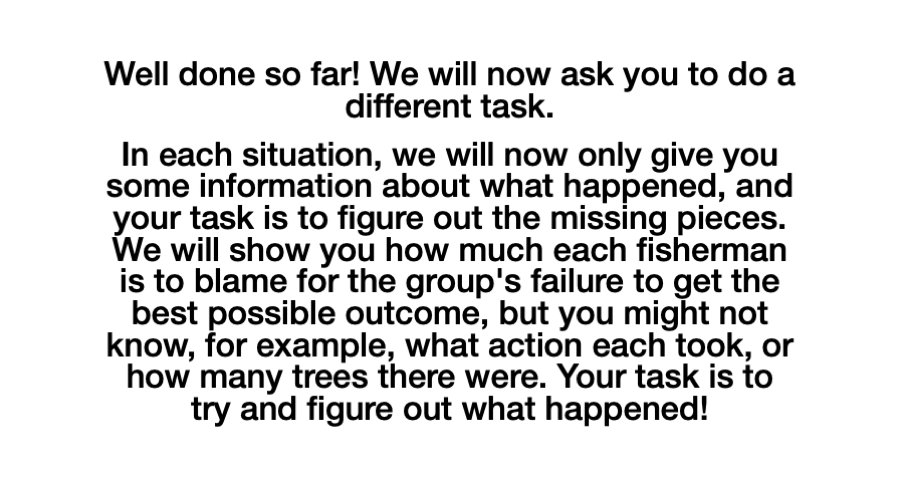 Well done so far! We will now ask you to do a
different task.
In each situation, we will now only give you
some information about what happened, and
your task is to figure out the missing pieces.
We will show you how much each fisherman
is to blame for the group's failure to get the
best possible outcome, but you might not
know, for example, what action each took, or
how many trees there were. Your task is to
try and figure out what happened!